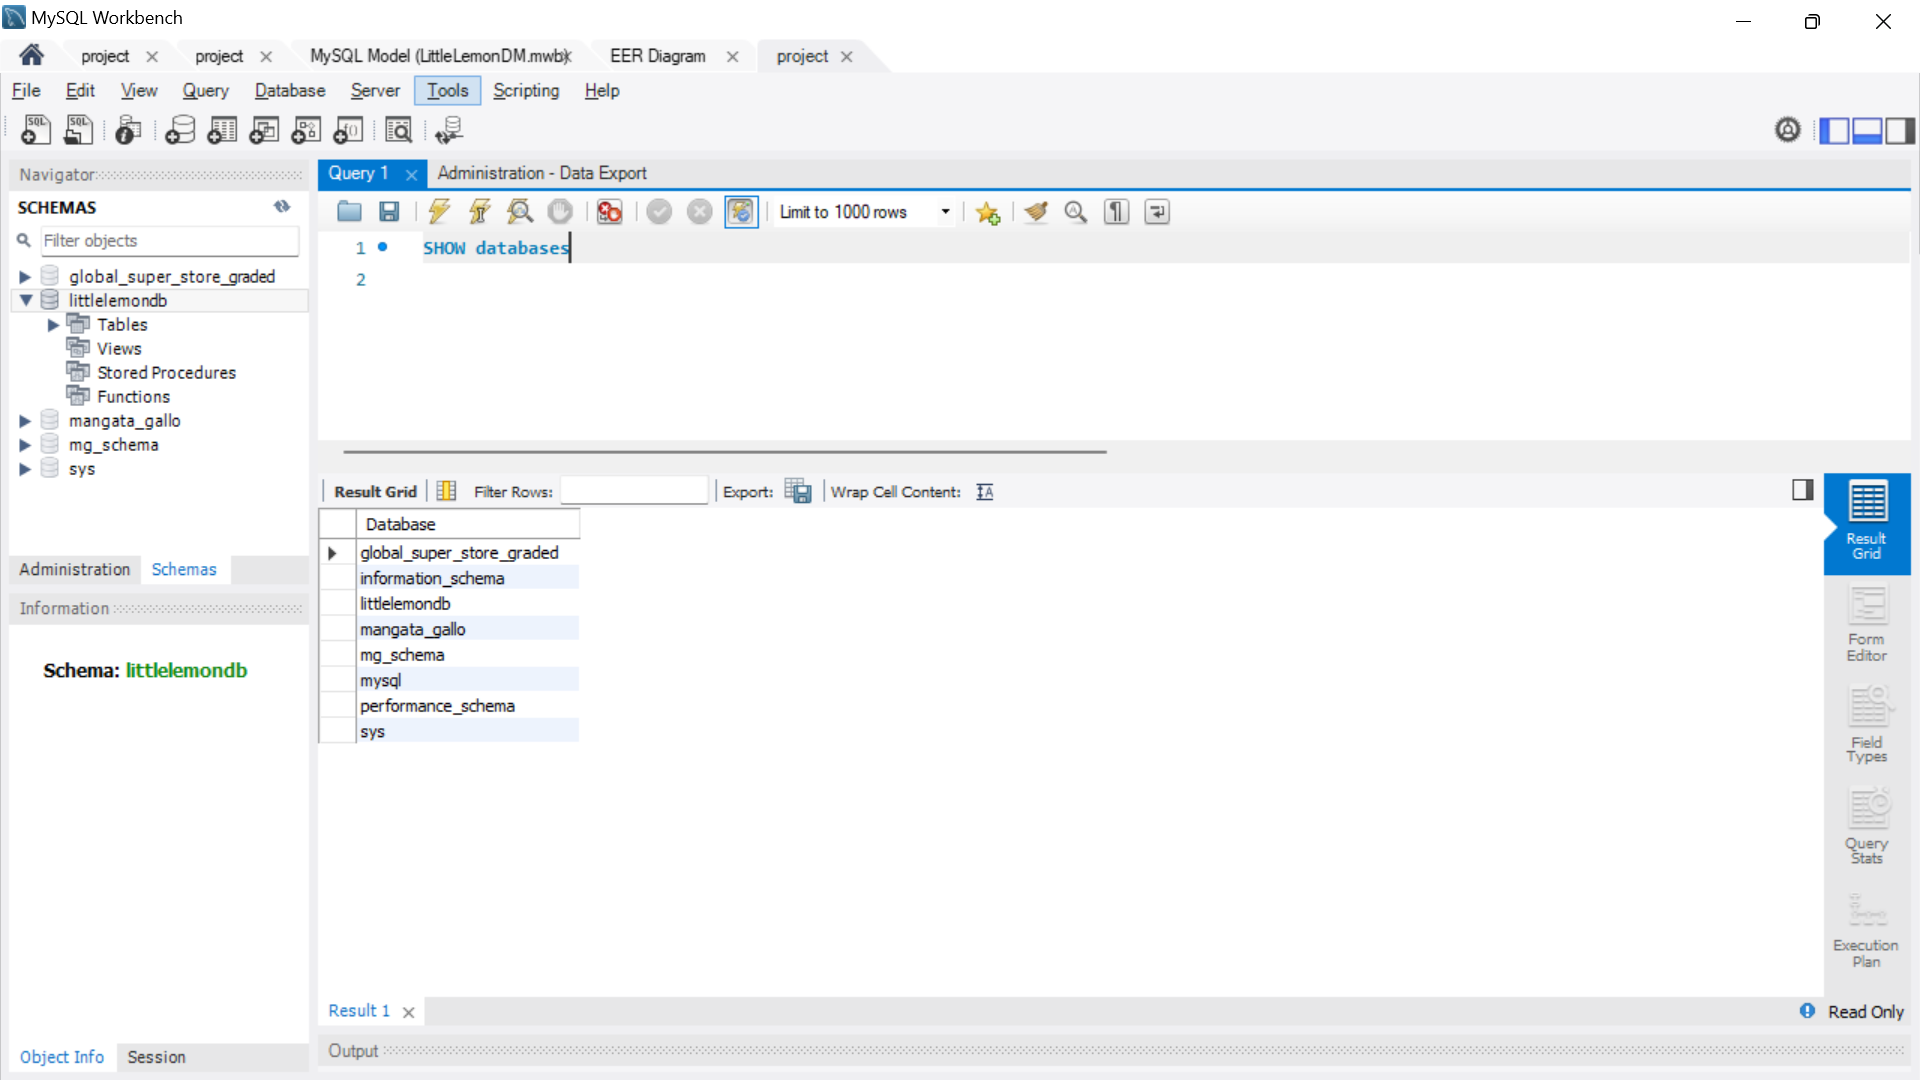 MySQL Workbench
project
project
MySQL Model (LittleLemonDM.mwb)
EER Diagram
project
File Edit View Query Database Server Tools Scripting Help
SQL SQL
Navigator
SCHEMAS
Filter objects
global_super_store_graded
littlelemondb
Tables
Views
Stored Procedures
Functions
mangata_gallo
mg_schema
sys
Administration Schemas
Information
Schema: littlelemondb
Object Info Session
Query 1 Administration - Data Export
Limit to 1000 rows
1 SHOW databases
2
Result Grid Filter Rows: Export: Wrap Cell Content:
Database
global_super_store_graded
information_schema
littlelemondb
mangata_gallo
mg_schema
mysql
performance_schema
sys
Result
Grid
Form
Editor
Field
Types
Query
Stats
Execution
Plan
Result 1
Read Only
Output